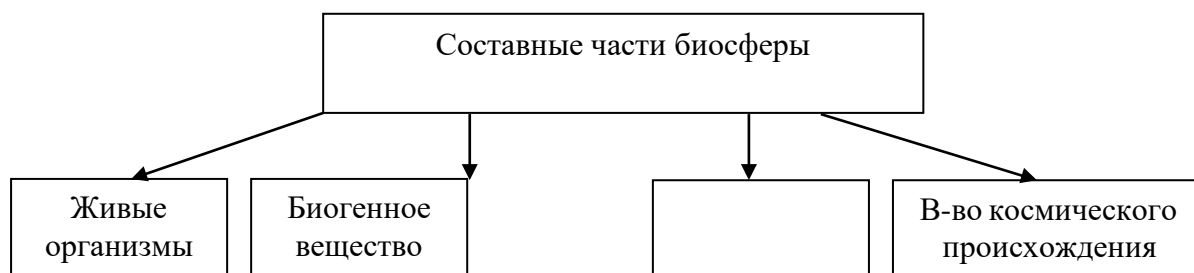 Составные части биосферы
Живые
организмы
Биогенное
вещество
В-во космического
происхождения